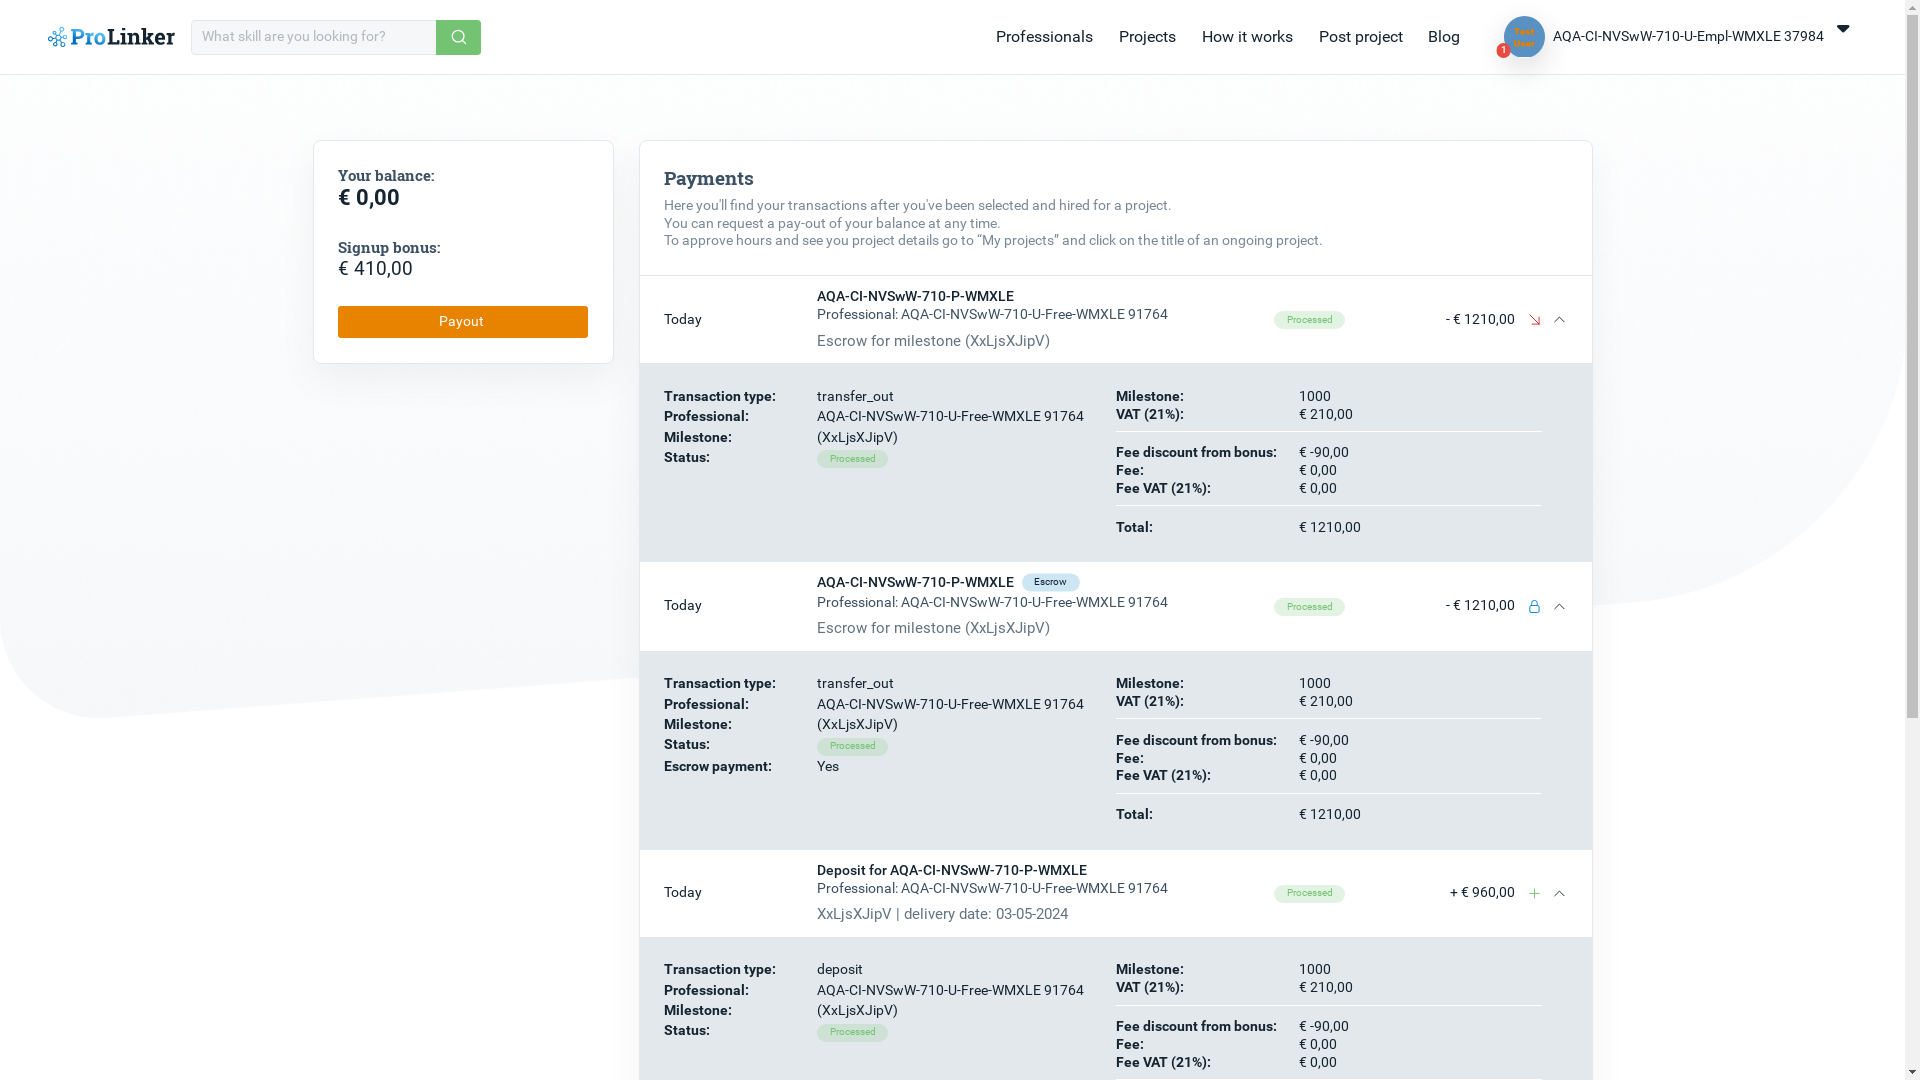 ProLinker
What skill are you looking for?
Professionals
Projects
How it works
Post project
Blog
Test
User
1
AQA-CI-NVSwW-710-U-Empl-WMXLE 37984
Your balance:
€ 0,00
Signup bonus:
€ 410,00
Payout
Payments
Here you'll find your transactions after you've been selected and hired for a project.
You can request a pay-out of your balance at any time.
To approve hours and see you project details go to “My projects” and click on the title of an ongoing project.
Today
AQA-CI-NVSwW-710-P-WMXLE
Professional: AQA-CI-NVSwW-710-U-Free-WMXLE 91764
Escrow for milestone (XxLjsXJipV)
Processed
- € 1210,00
Transaction type: transfer_out
Professional: AQA-CI-NVSwW-710-U-Free-WMXLE 91764
Milestone: (XxLjsXJipV)
Status: Processed
Milestone: 1000
VAT (21%): € 210,00
Fee discount from bonus: € -90,00
Fee: € 0,00
Fee VAT (21%): € 0,00
Total: € 1210,00
Today
AQA-CI-NVSwW-710-P-WMXLE Escrow
Professional: AQA-CI-NVSwW-710-U-Free-WMXLE 91764
Escrow for milestone (XxLjsXJipV)
Processed
- € 1210,00
Transaction type: transfer_out
Professional: AQA-CI-NVSwW-710-U-Free-WMXLE 91764
Milestone: (XxLjsXJipV)
Status: Processed
Escrow payment: Yes
Milestone: 1000
VAT (21%): € 210,00
Fee discount from bonus: € -90,00
Fee: € 0,00
Fee VAT (21%): € 0,00
Total: € 1210,00
Today
Deposit for AQA-CI-NVSwW-710-P-WMXLE
Professional: AQA-CI-NVSwW-710-U-Free-WMXLE 91764
XxLjsXJipV | delivery date: 03-05-2024
Processed
+ € 960,00
Transaction type: deposit
Professional: AQA-CI-NVSwW-710-U-Free-WMXLE 91764
Milestone: (XxLjsXJipV)
Status: Processed
Milestone: 1000
VAT (21%): € 210,00
Fee discount from bonus: € -90,00
Fee: € 0,00
Fee VAT (21%): € 0,00